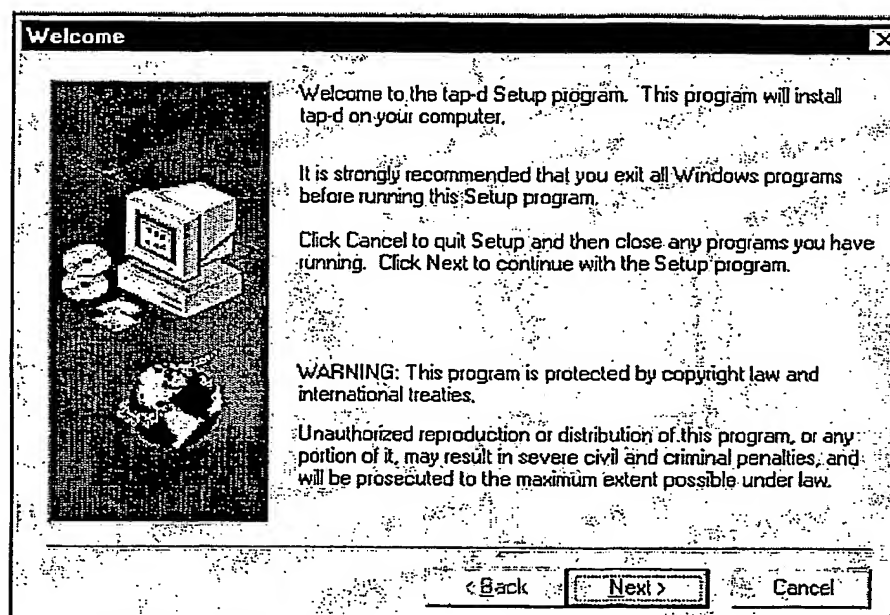 Welcome
Welcome to the tap-d Setup program. This program will install
tap-d on your computer.
It is strongly recommended that you exit all Windows programs
before running this Setup program.
Click Cancel to quit Setup and then close any programs you have
running. Click Next to continue with the Setup program.
WARNING: This program is protected by copyright law and
international treaties.
Unauthorized reproduction or distribution of this program, or any
portion of it, may result in severe civil and criminal penalties, and
will be prosecuted to the maximum extent possible under law.
< Back
Next >
Cancel